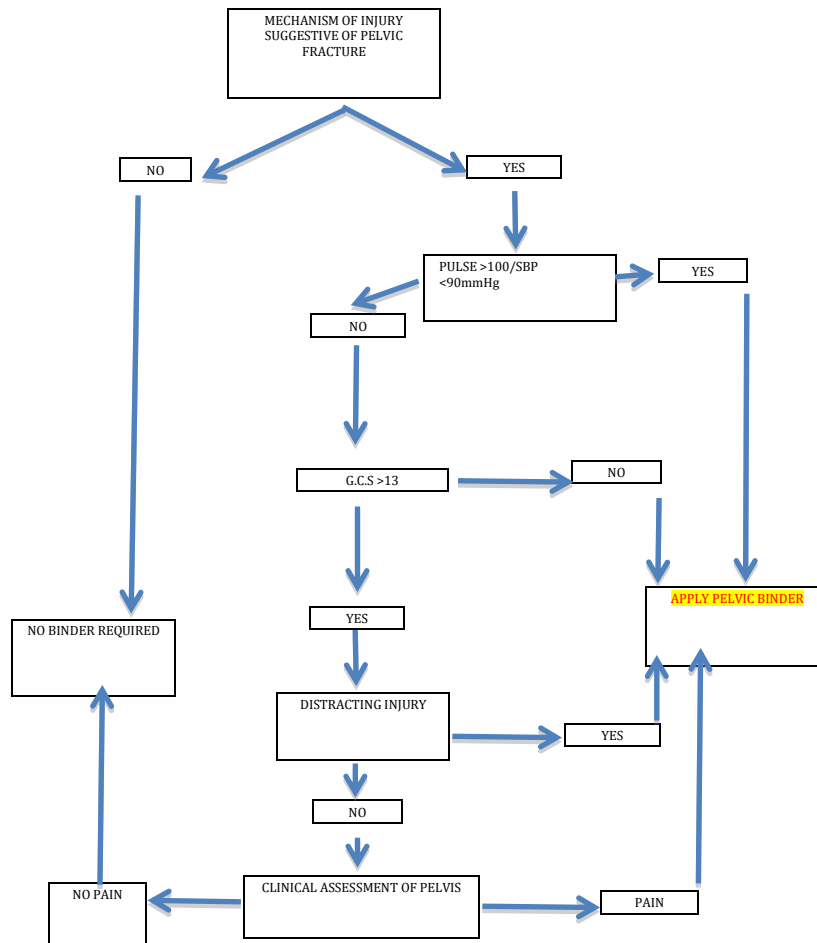 MECHANISM OF INJURY
SUGGESTIVE OF PELVIC
FRACTURE
NO
YES
PULSE >100/SBP
<90mmHg
YES
NO
G.C.S >13
NO
APPLY PELVIC BINDER
YES
NO BINDER REQUIRED
DISTRACTING INJURY
YES
NO
CLINICAL ASSESSMENT OF PELVIS
NO PAIN
PAIN